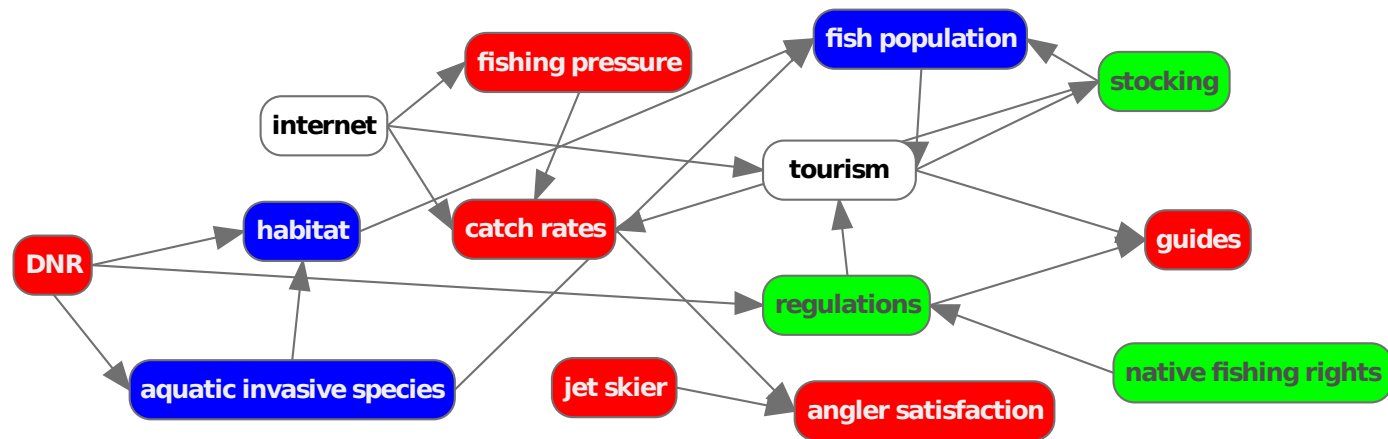 fish population
fishing pressure
stocking
internet
tourism
habitat
catch rates
guides
DNR
regulations
native fishing rights
aquatic invasive species
jet skier
angler satisfaction